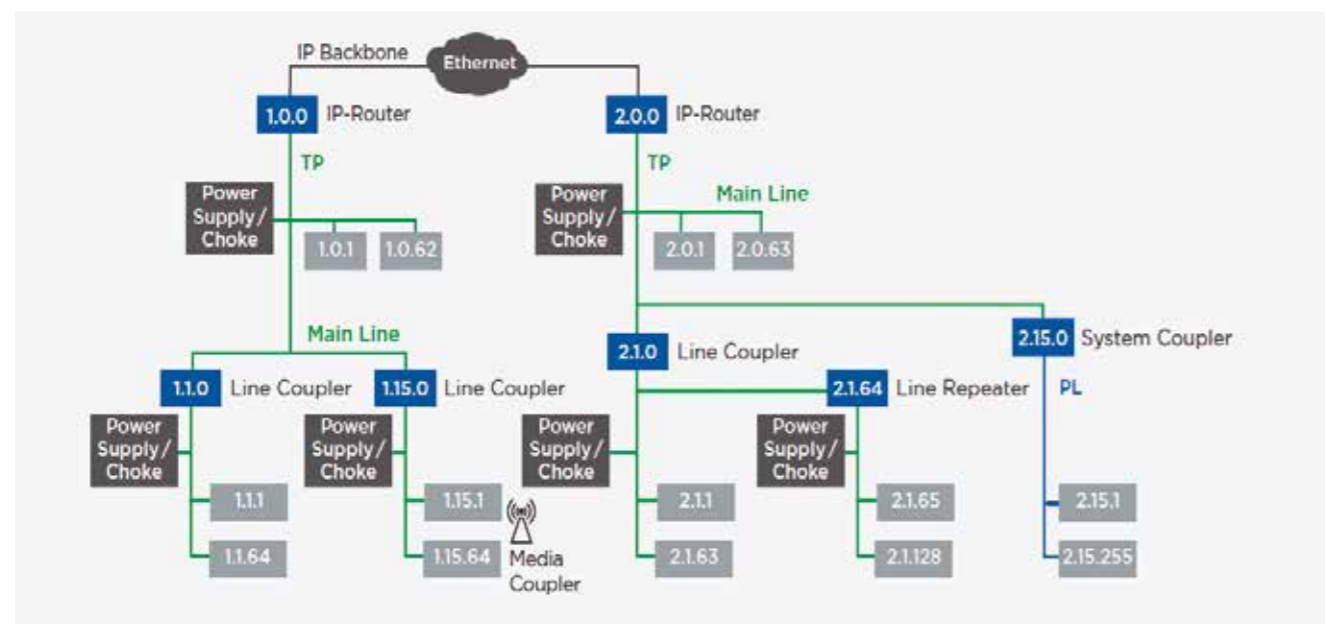 IP Backbone
Ethernet
1.0.0 IP-Router
2.0.0 IP-Router
TP
TP
Power
Supply/
Choke
1.0.1
1.0.62
Power
Supply/
Choke
Main Line
2.0.1
2.0.63
Main Line
1.1.0 Line Coupler
1.15.0 Line Coupler
2.1.0 Line Coupler
2.15.0 System Coupler
2.1.64 Line Repeater
PL
Power
Supply/
Choke
Power
Supply/
Choke
Power
Supply/
Choke
Power
Supply/
Choke
1.1.1
1.15.1
2.1.1
2.1.65
2.15.1
1.1.64
1.15.64
Media
Coupler
2.1.63
2.1.128
2.15.255